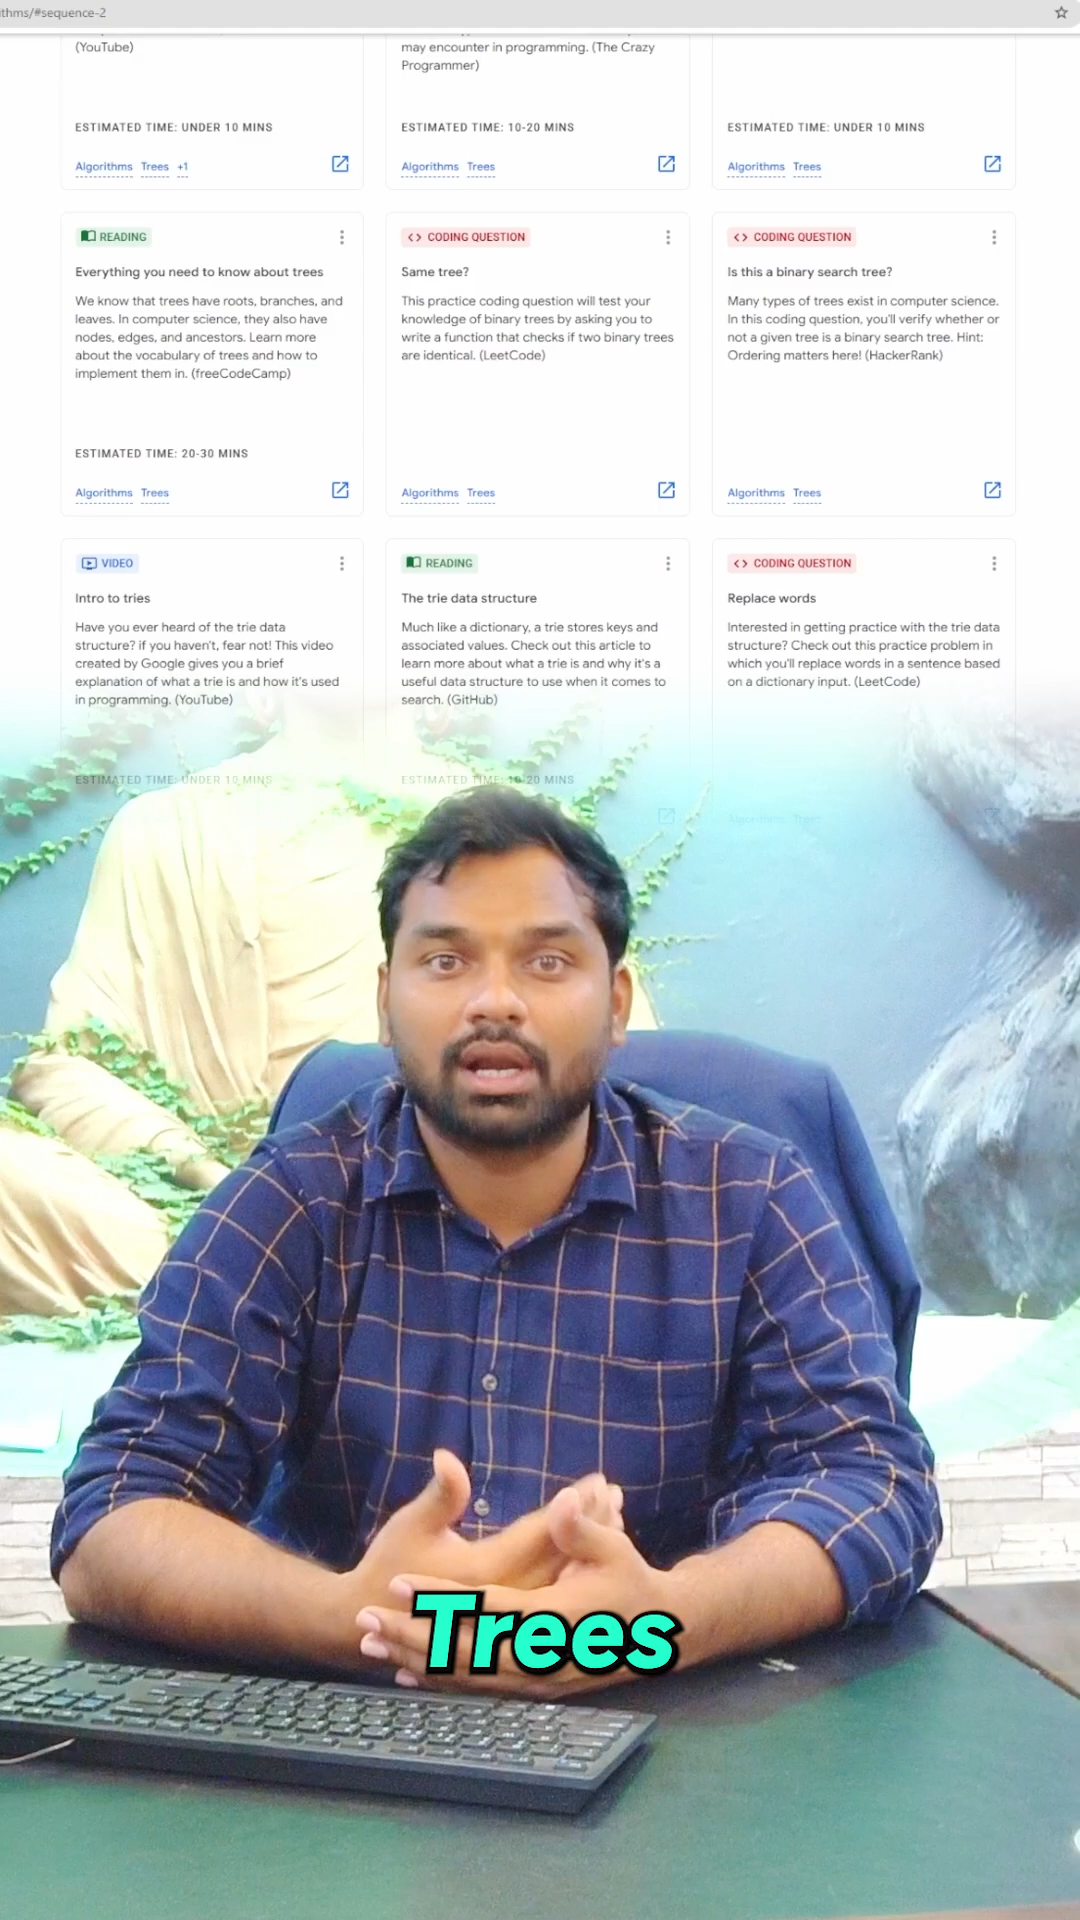 ithms/#sequence-2
(YouTube)
may encounter in programming. (The Crazy
Programmer)
ESTIMATED TIME: UNDER 10 MINS
ESTIMATED TIME: 10-20 MINS
ESTIMATED TIME: UNDER 10 MINS
Algorithms Trees +1
Algorithms Trees
Algorithms Trees
READING
Everything you need to know about trees
We know that trees have roots, branches, and
leaves. In computer science, they also have
nodes, edges, and ancestors. Learn more
about the vocabulary of trees and how to
implement them in. (freeCodeCamp)
ESTIMATED TIME: 20-30 MINS
Algorithms Trees
<> CODING QUESTION
Same tree?
This practice coding question will test your
knowledge of binary trees by asking you to
write a function that checks if two binary trees
are identical. (LeetCode)
Algorithms Trees
<> CODING QUESTION
Is this a binary search tree?
Many types of trees exist in computer science.
In this coding question, you'll verify whether or
not a given tree is a binary search tree. Hint:
Ordering matters here! (HackerRank)
Algorithms Trees
VIDEO
Intro to tries
Have you ever heard of the trie data
structure? if you haven't, fear not! This video
created by Google gives you a brief
explanation of what a trie is and how it's used
in programming. (YouTube)
ESTIMATED TIME: UNDER 10 MINS
READING
The trie data structure
Much like a dictionary, a trie stores keys and
associated values. Check out this article to
learn more about what a trie is and why it's a
useful data structure to use when it comes to
search. (GitHub)
ESTIMATED TIME: 10-20 MINS
<> CODING QUESTION
Replace words
Interested in getting practice with the trie data
structure? Check out this practice problem in
which you'll replace words in a sentence based
on a dictionary input. (LeetCode)
Algorithms Trees
Trees